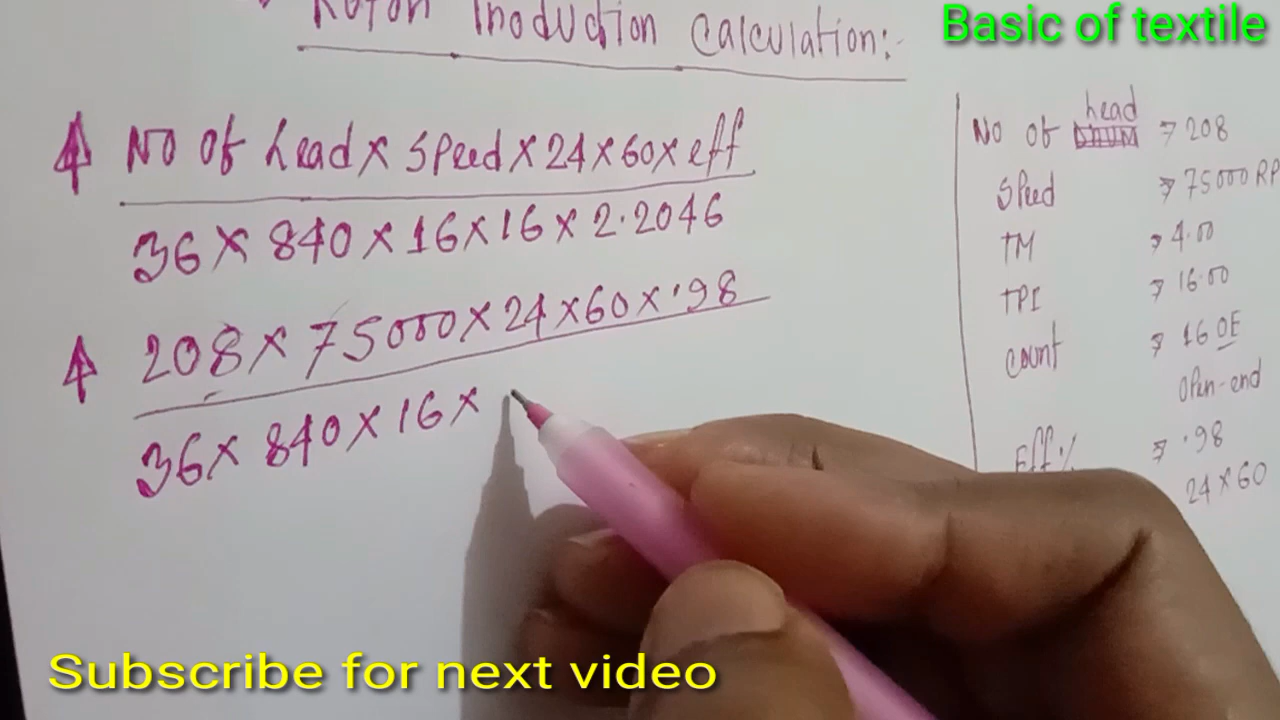 Basic of textile
Rotor Production Calculation:-
No of head × Speed × 24 × 60 × eff
36 × 840 × 16 × 16 × 2.2046
208 × 75000 × 24 × 60 × .98
36 × 840 × 16 ×
head
No of 208
Speed 75000 RP
TM 4.00
TPI 16.00
Count 16 OE
Open-end
Eff% .98
24 × 60
Subscribe for next video